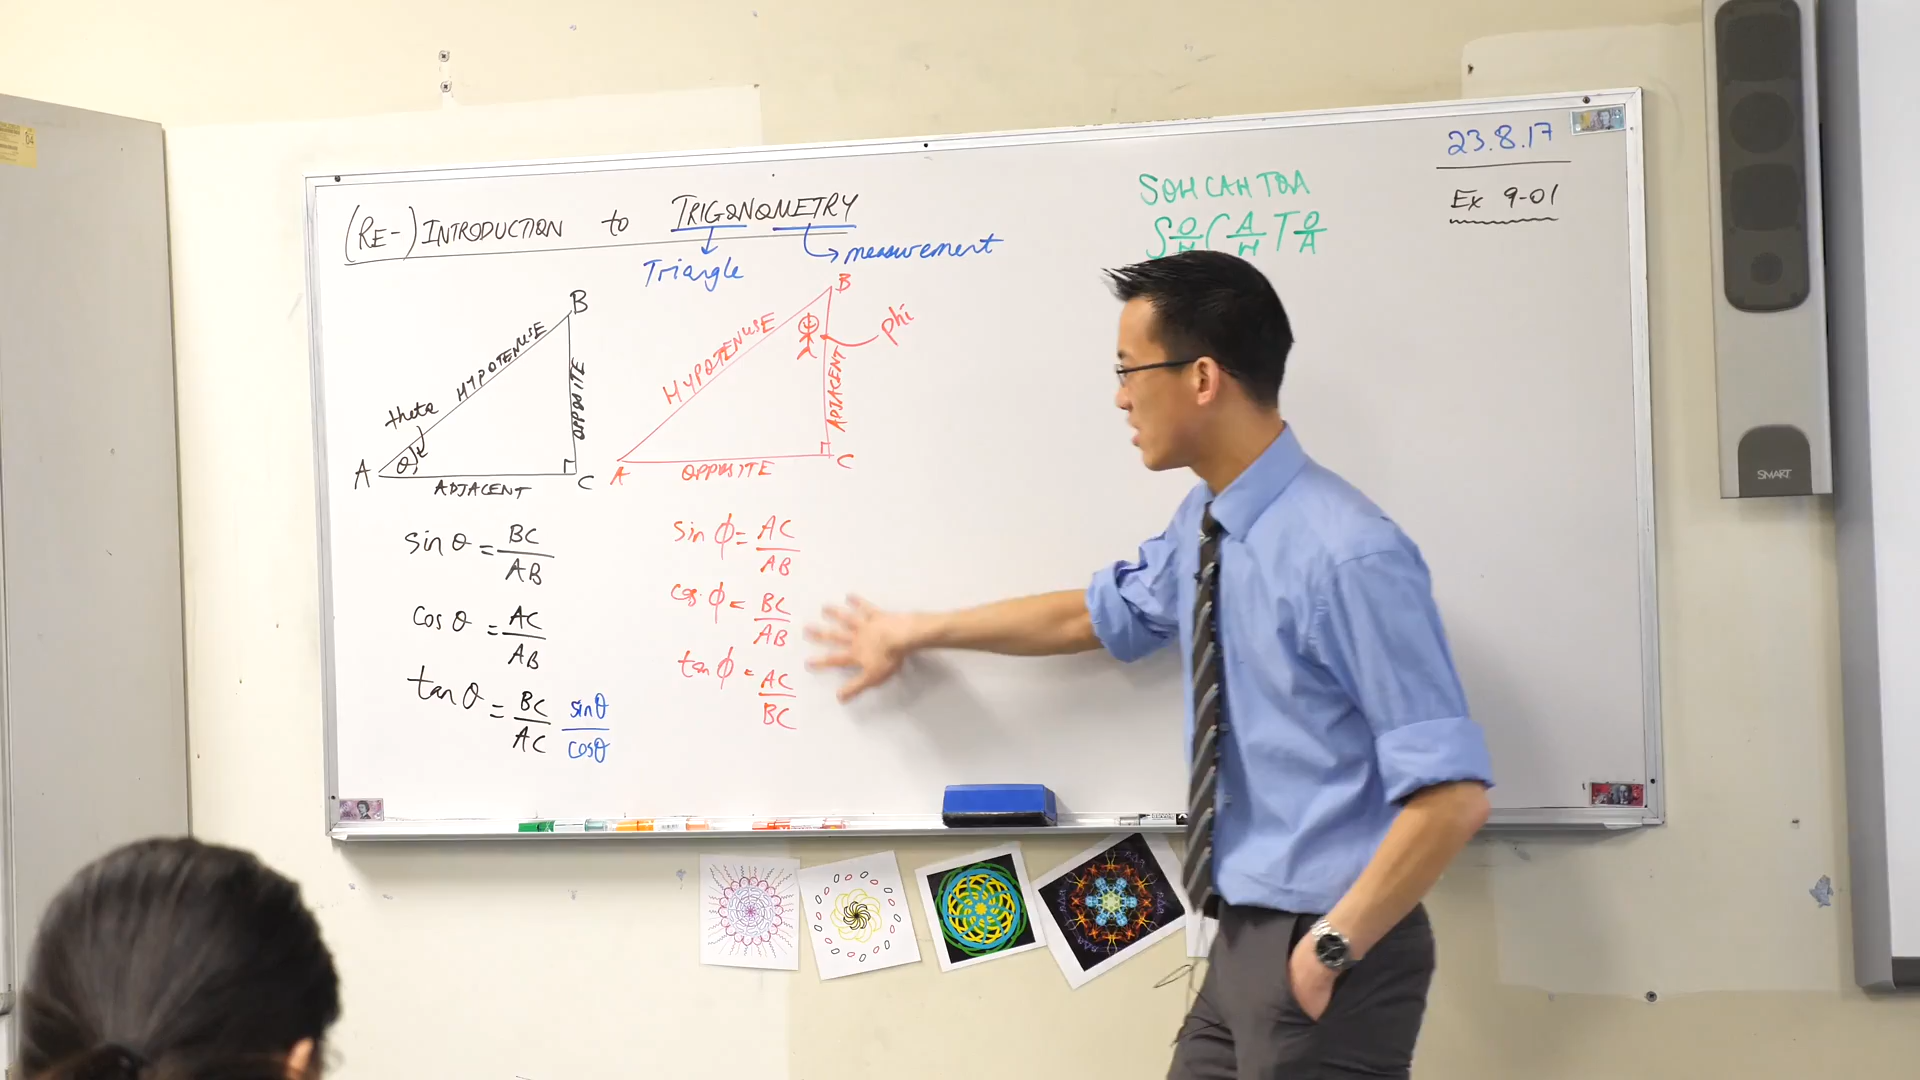 (RE-) INTRODUCTION to TRIGONOMETRY
Triangle
measurement
B
HYPOTENUSE
OPPOSITE
theta
θ
A
ADJACENT
C
sin θ = BC/AB
cos θ = AC/AB
tan θ = BC/AC sinθ/cosθ
B
phi
HYPOTENUSE
ADJACENT
A
OPPOSITE
C
sin ϕ = AC/AB
cos ϕ = BC/AB
tan ϕ = AC/BC
SOH CAH TOA
S O/H C A/H T O/A
23.8.17
Ex 9-01
SMART